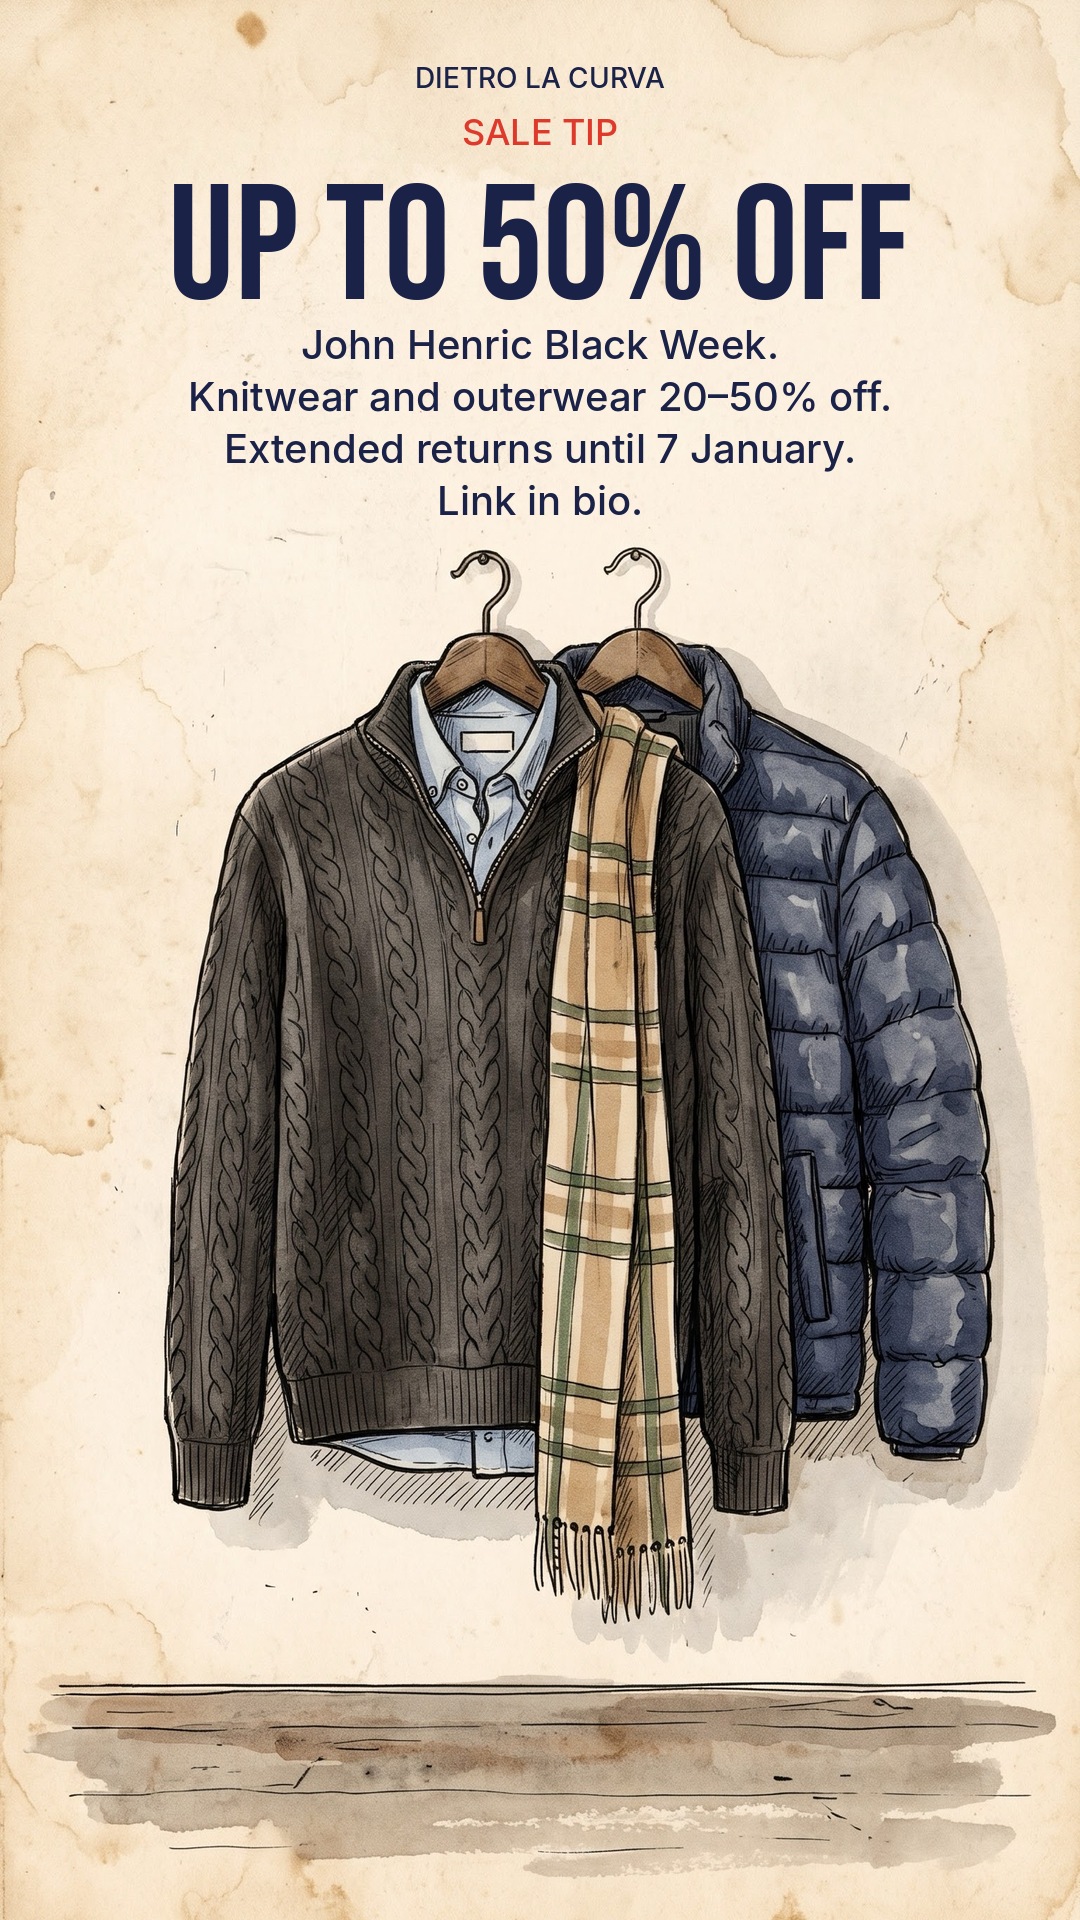 DIETRO LA CURVA
SALE TIP
UP TO 50% OFF
John Henric Black Week.
Knitwear and outerwear 20–50% off.
Extended returns until 7 January.
Link in bio.